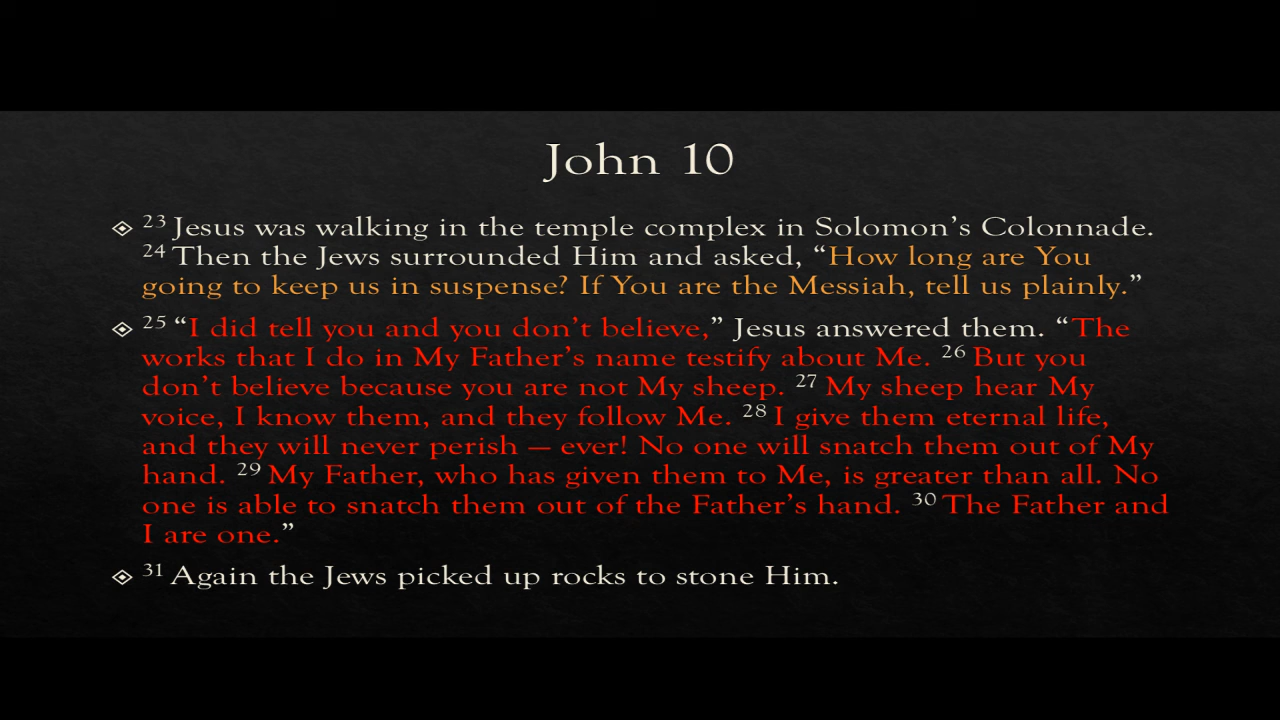 John 10
23 Jesus was walking in the temple complex in Solomon’s Colonnade.
24 Then the Jews surrounded Him and asked, “How long are You
going to keep us in suspense? If You are the Messiah, tell us plainly.”
25 “I did tell you and you don’t believe,” Jesus answered them. “The
works that I do in My Father’s name testify about Me. 26 But you
don’t believe because you are not My sheep. 27 My sheep hear My
voice, I know them, and they follow Me. 28 I give them eternal life,
and they will never perish — ever! No one will snatch them out of My
hand. 29 My Father, who has given them to Me, is greater than all. No
one is able to snatch them out of the Father’s hand. 30 The Father and
I are one.”
31 Again the Jews picked up rocks to stone Him.